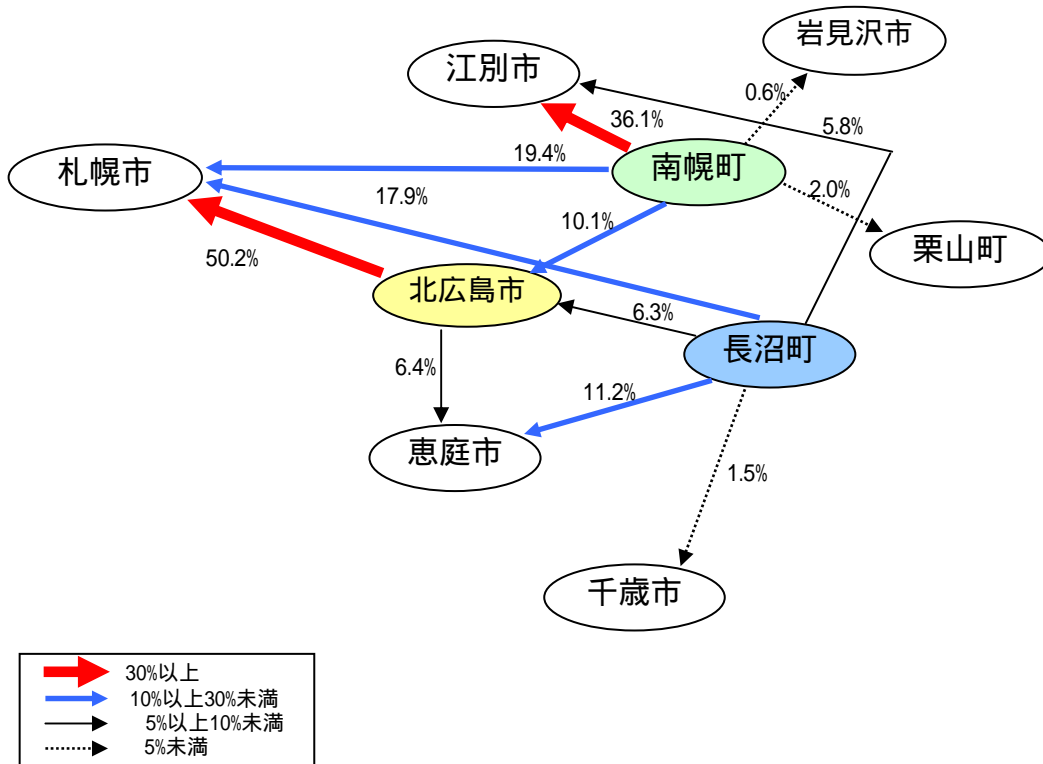 岩見沢市
江別市
0.6%
36.1%
5.8%
19.4%
南幌町
札幌市
17.9%
2.0%
10.1%
栗山町
50.2%
北広島市
6.3%
長沼町
6.4%
11.2%
恵庭市
1.5%
千歳市
30%以上
10%以上30%未満
5%以上10%未満
5%未満